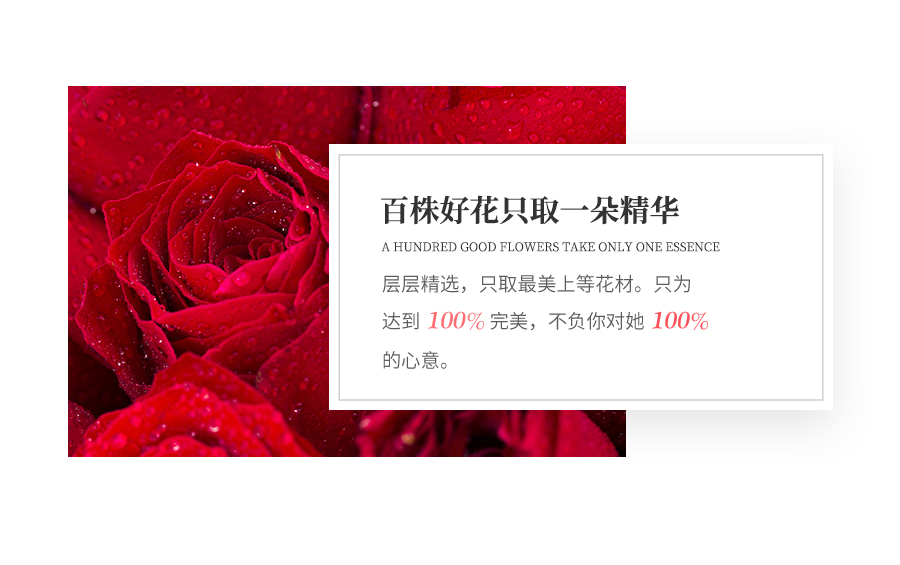 百株好花只取一朵精华
A HUNDRED GOOD FLOWERS TAKE ONLY ONE ESSENCE
层层精选，只取最美上等花材。只为
达到 100% 完美，不负你对她 100%
的心意。